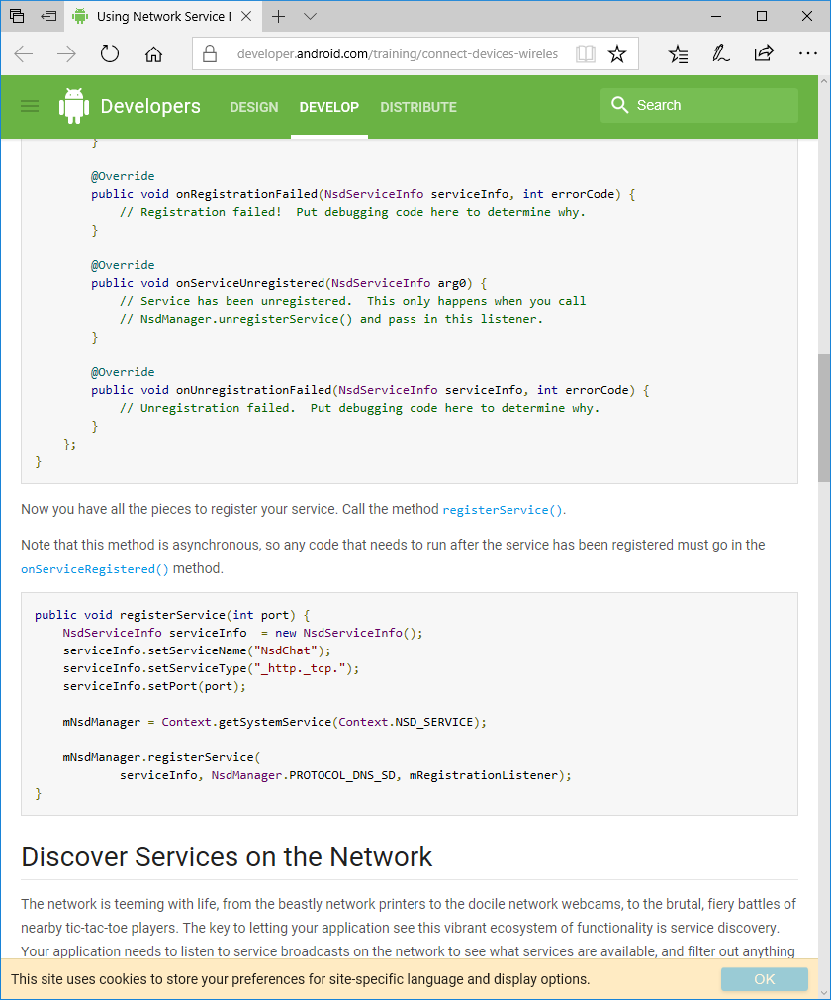 Using Network Service D
developer.android.com/training/connect-devices-wireles
Developers DESIGN DEVELOP DISTRIBUTE Search
}
@Override
public void onRegistrationFailed(NsdServiceInfo serviceInfo, int errorCode) {
// Registration failed!  Put debugging code here to determine why.
}
@Override
public void onServiceUnregistered(NsdServiceInfo arg0) {
// Service has been unregistered.  This only happens when you call
// NsdManager.unregisterService() and pass in this listener.
}
@Override
public void onUnregistrationFailed(NsdServiceInfo serviceInfo, int errorCode) {
// Unregistration failed.  Put debugging code here to determine why.
}
};
}
Now you have all the pieces to register your service. Call the method registerService().
Note that this method is asynchronous, so any code that needs to run after the service has been registered must go in the
onServiceRegistered() method.
public void registerService(int port) {
NsdServiceInfo serviceInfo  = new NsdServiceInfo();
serviceInfo.setServiceName("NsdChat");
serviceInfo.setServiceType("_http._tcp.");
serviceInfo.setPort(port);
mNsdManager = Context.getSystemService(Context.NSD_SERVICE);
mNsdManager.registerService(
serviceInfo, NsdManager.PROTOCOL_DNS_SD, mRegistrationListener);
}
Discover Services on the Network
The network is teeming with life, from the beastly network printers to the docile network webcams, to the brutal, fiery battles of
nearby tic-tac-toe players. The key to letting your application see this vibrant ecosystem of functionality is service discovery.
Your application needs to listen to service broadcasts on the network to see what services are available, and filter out anything
This site uses cookies to store your preferences for site-specific language and display options. OK